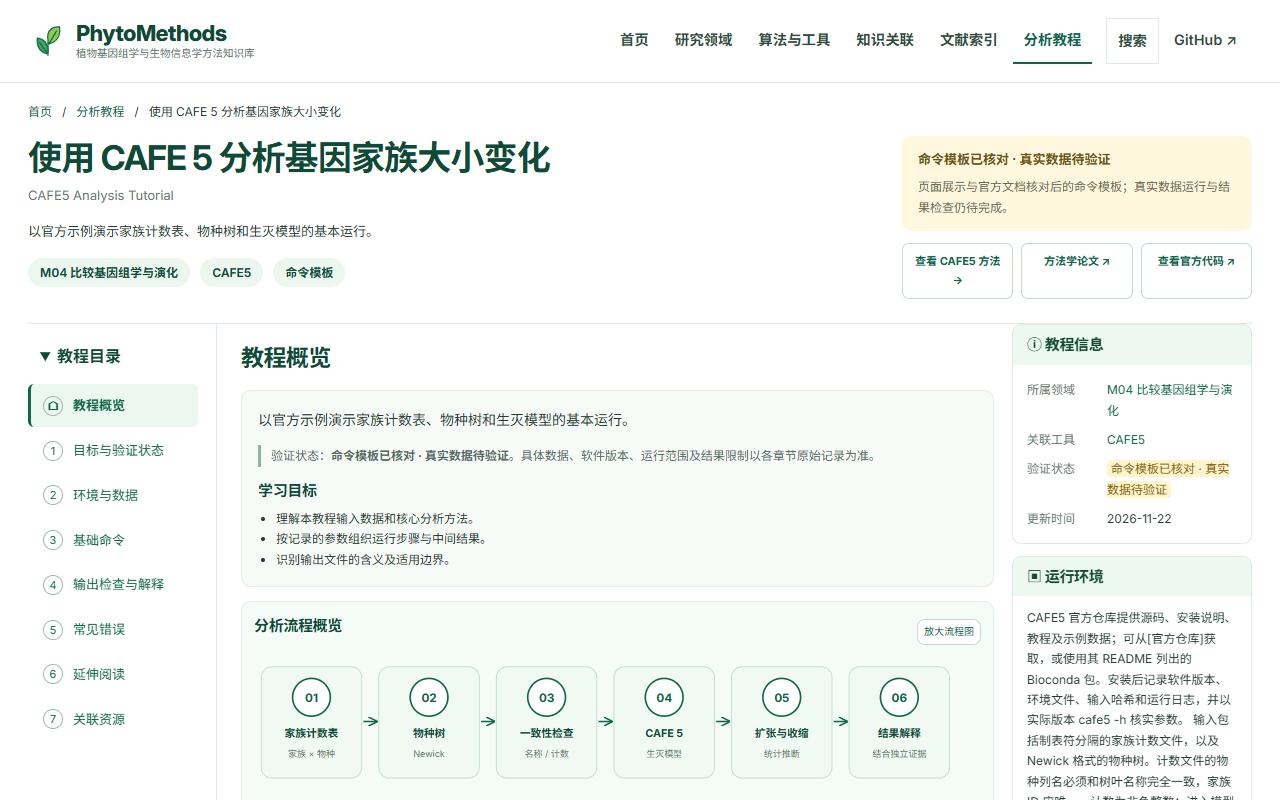 PhytoMethods
植物基因组学与生物信息学方法知识库
首页
研究领域
算法与工具
知识关联
文献索引
分析教程
搜索
GitHub ↗
首页 / 分析教程 / 使用 CAFE 5 分析基因家族大小变化
使用 CAFE 5 分析基因家族大小变化
CAFE5 Analysis Tutorial
以官方示例演示家族计数表、物种树和生灭模型的基本运行。
M04 比较基因组学与演化
CAFE5
命令模板
命令模板已核对 · 真实数据待验证
页面展示与官方文档核对后的命令模板；真实数据运行与结
果检查仍待完成。
查看 CAFE5 方法
→
方法学论文 ↗
查看官方代码 ↗
▼ 教程目录
教程概览
1 目标与验证状态
2 环境与数据
3 基础命令
4 输出检查与解释
5 常见错误
6 延伸阅读
7 关联资源
教程概览
以官方示例演示家族计数表、物种树和生灭模型的基本运行。
验证状态：命令模板已核对 · 真实数据待验证。具体数据、软件版本、运行范围及结果限制以各章节原始记录为准。
学习目标
• 理解本教程输入数据和核心分析方法。
• 按记录的参数组织运行步骤与中间结果。
• 识别输出文件的含义及适用边界。
分析流程概览
放大流程图
01
家族计数表
家族 × 物种
02
物种树
Newick
03
一致性检查
名称 / 计数
04
CAFE 5
生灭模型
05
扩张与收缩
统计推断
06
结果解释
结合独立证据
ⓘ 教程信息
所属领域
M04 比较基因组学与演
化
关联工具
CAFE5
验证状态
命令模板已核对 · 真实
数据待验证
更新时间
2026-11-22
▣ 运行环境
CAFE5 官方仓库提供源码、安装说明、
教程及示例数据；可从[官方仓库]获
取，或使用其 README 列出的
Bioconda 包。安装后记录软件版本、
环境文件、输入哈希和运行日志，并以
实际版本 cafe5 -h 核实参数。 输入包
括制表符分隔的家族计数文件，以及
Newick 格式的物种树。计数文件的物
种列名必须和树叶名称完全一致，家族